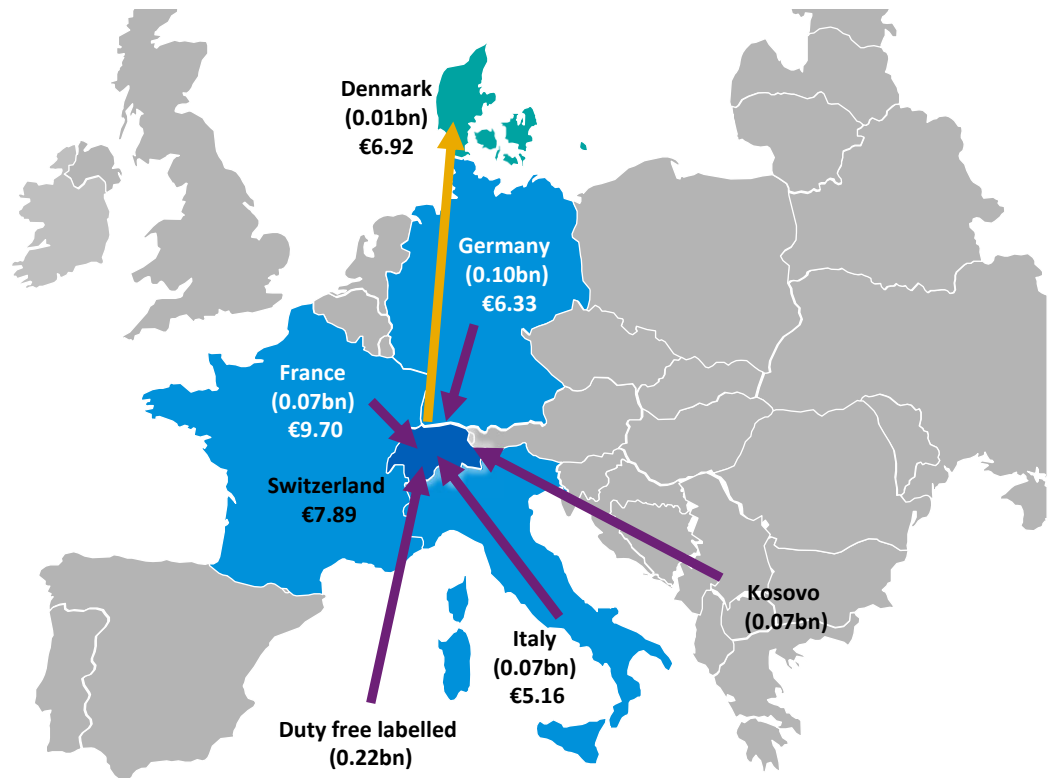 Denmark
(0.01bn)
€6.92
Germany
(0.10bn)
€6.33
France
(0.07bn)
€9.70
Switzerland
€7.89
Kosovo
(0.07bn)
Italy
(0.07bn)
€5.16
Duty free labelled
(0.22bn)